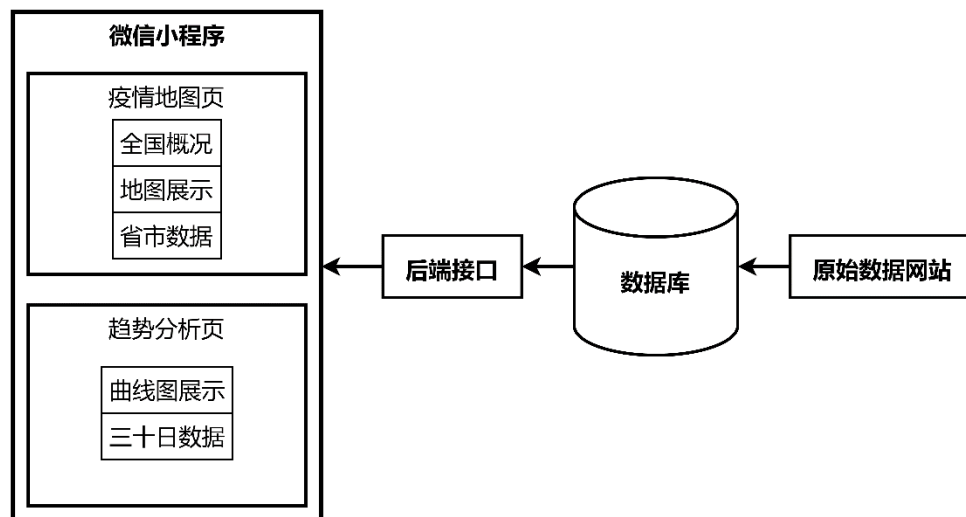 微信小程序
疫情地图页
全国概况
地图展示
省市数据
趋势分析页
曲线图展示
三十日数据
后端接口
数据库
原始数据网站